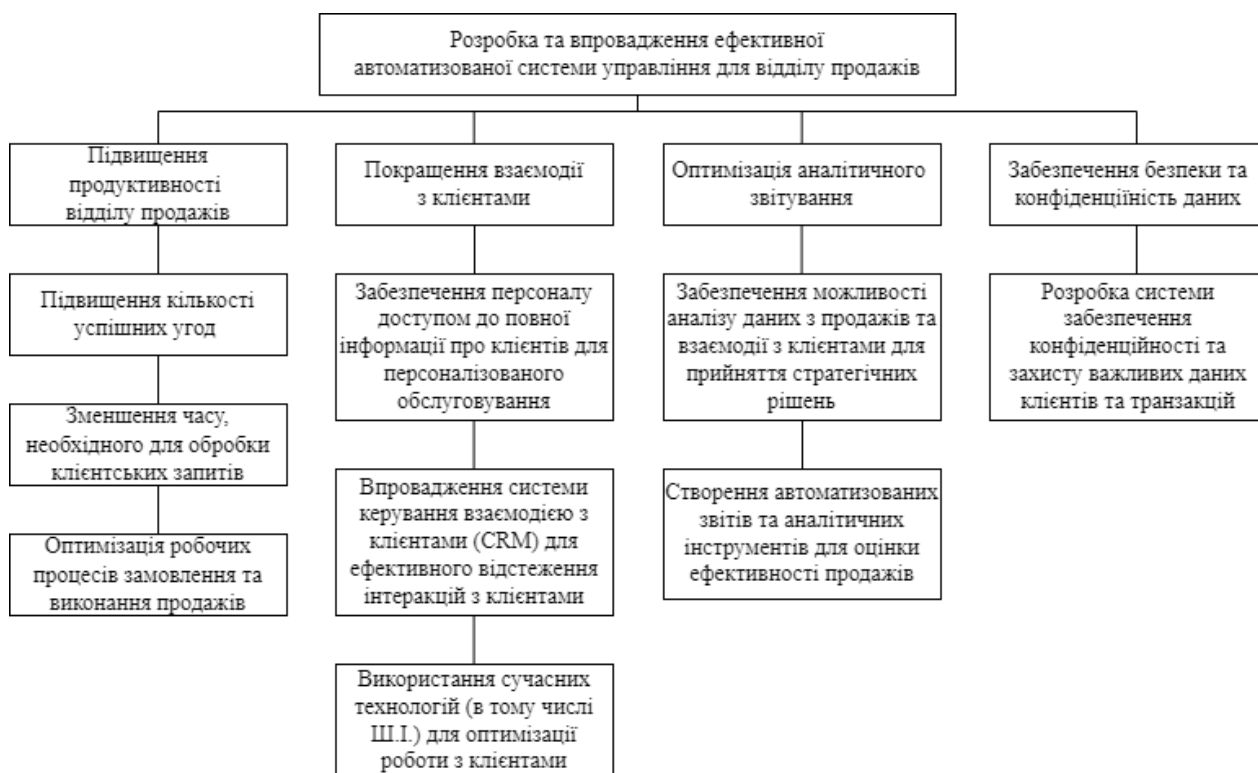 Розробка та впровадження ефективної
автоматизованої системи управління для відділу продажів
Підвищення
продуктивності
відділу продажів
Підвищення кількості
успішних угод
Зменшення часу,
необхідного для обробки
клієнтських запитів
Оптимізація робочих
процесів замовлення та
виконання продажів
Покращення взаємодії
з клієнтами
Забезпечення персоналу
доступом до повної
інформації про клієнтів для
персоналізованого
обслуговування
Впровадження системи
керування взаємодією з
клієнтами (CRM) для
ефективного відстеження
інтеракцій з клієнтами
Використання сучасних
технологій (в тому числі
Ш.І.) для оптимізації
роботи з клієнтами
Оптимізація аналітичного
звітування
Забезпечення можливості
аналізу даних з продажів та
взаємодії з клієнтами для
прийняття стратегічних
рішень
Створення автоматизованих
звітів та аналітичних
інструментів для оцінки
ефективності продажів
Забезпечення безпеки та
конфіденціїність даних
Розробка системи
забезпечення
конфіденційності та
захисту важливих даних
клієнтів та транзакцій